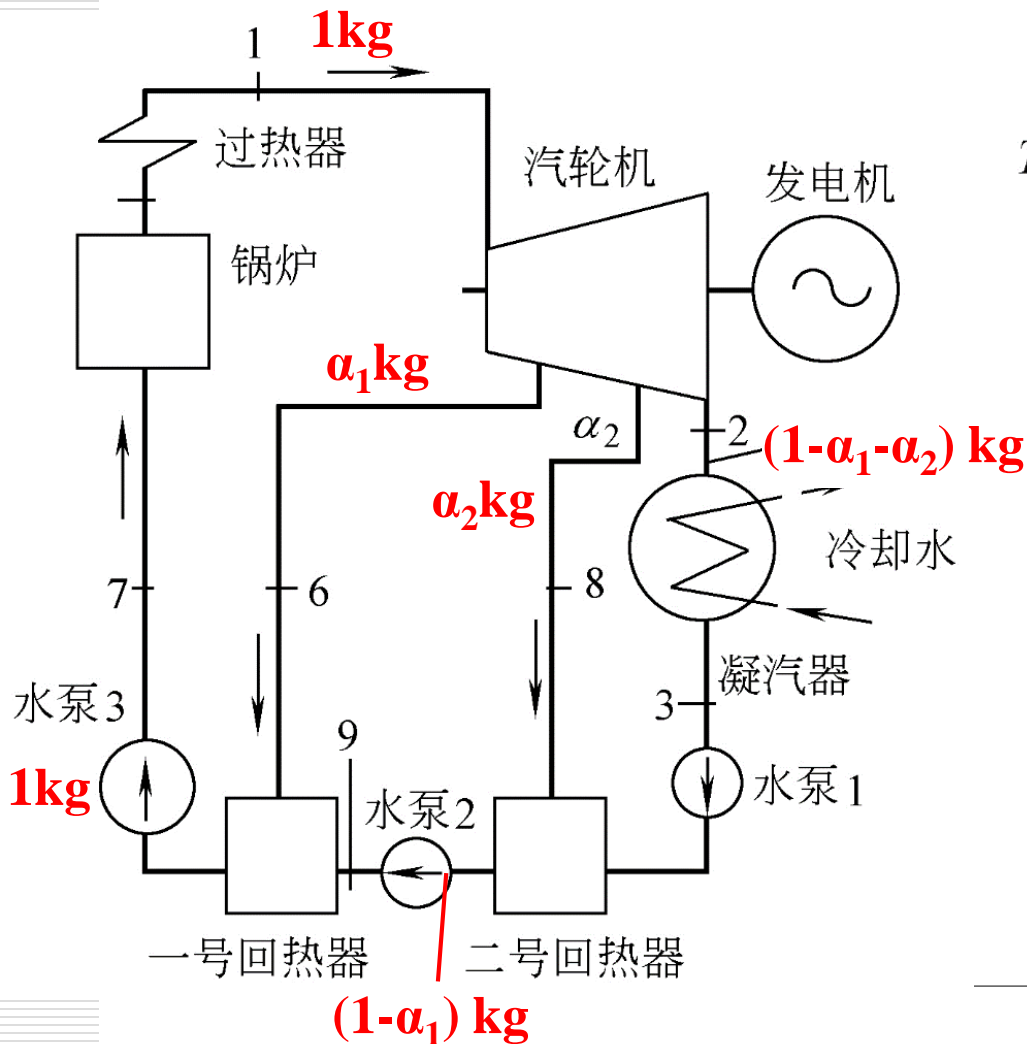 1
1kg
过热器
汽轮机
发电机
T
锅炉
α₁kg
α₂
2
(1-α₁-α₂) kg
α₂kg
冷却水
7
6
8
凝汽器
水泵3
3
9
1kg
水泵2
水泵1
一号回热器
二号回热器
(1-α₁) kg